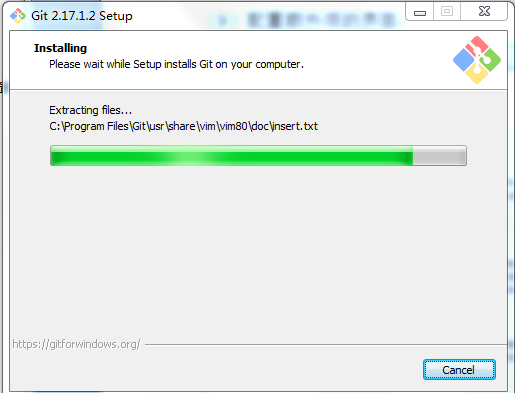 Git 2.17.1.2 Setup
Installing
Please wait while Setup installs Git on your computer.
Extracting files...
C:\Program Files\Git\usr\share\vim\vim80\doc\insert.txt
https://gitforwindows.org/
Cancel